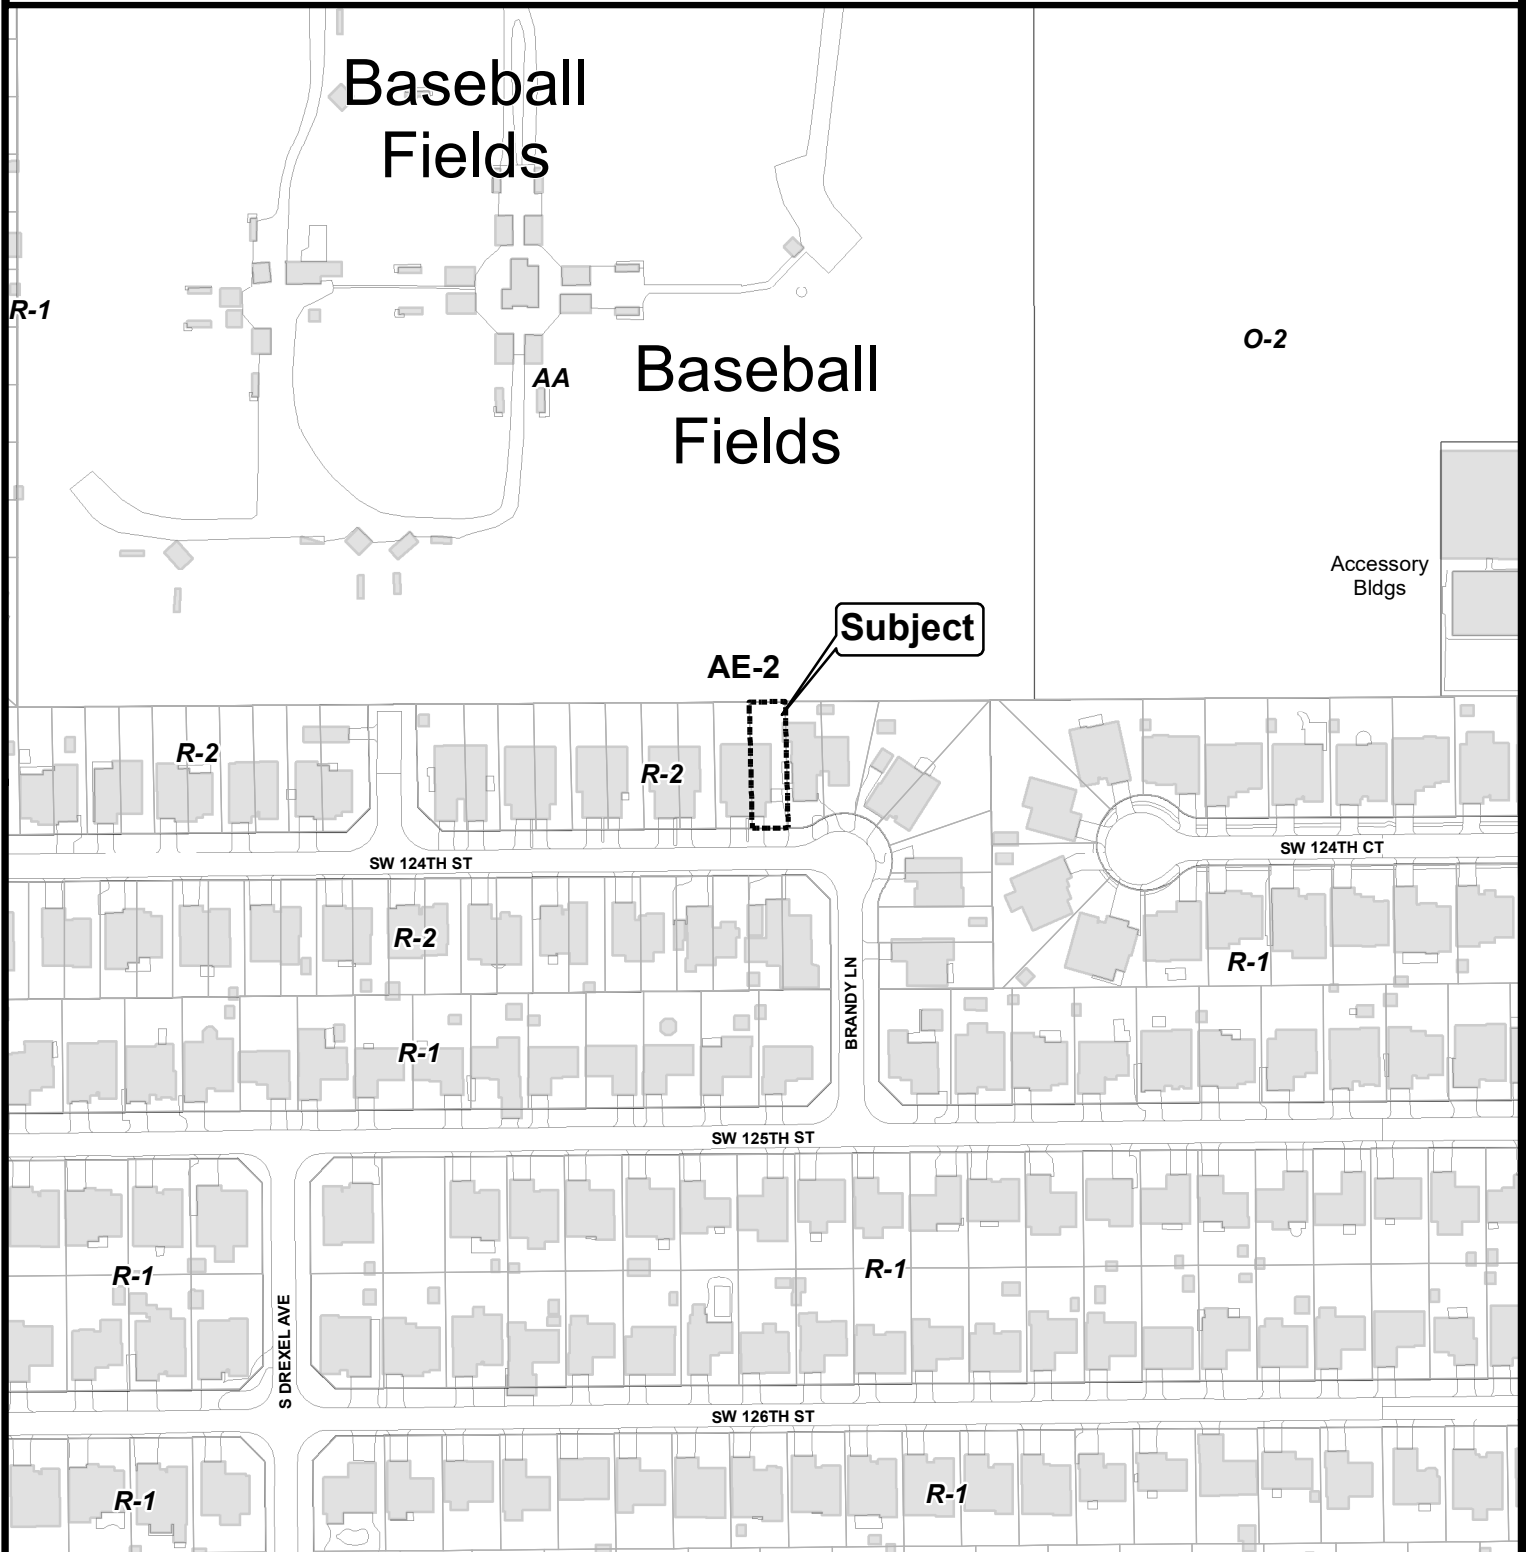 Baseball
Fields
R-1
O-2
Baseball
Fields
AA
Accessory
Bldgs
Subject
AE-2
R-2
R-2
SW 124TH ST
SW 124TH CT
R-2
R-1
BRANDY LN
R-1
SW 125TH ST
R-1
R-1
S DREXEL AVE
SW 126TH ST
R-1
R-1